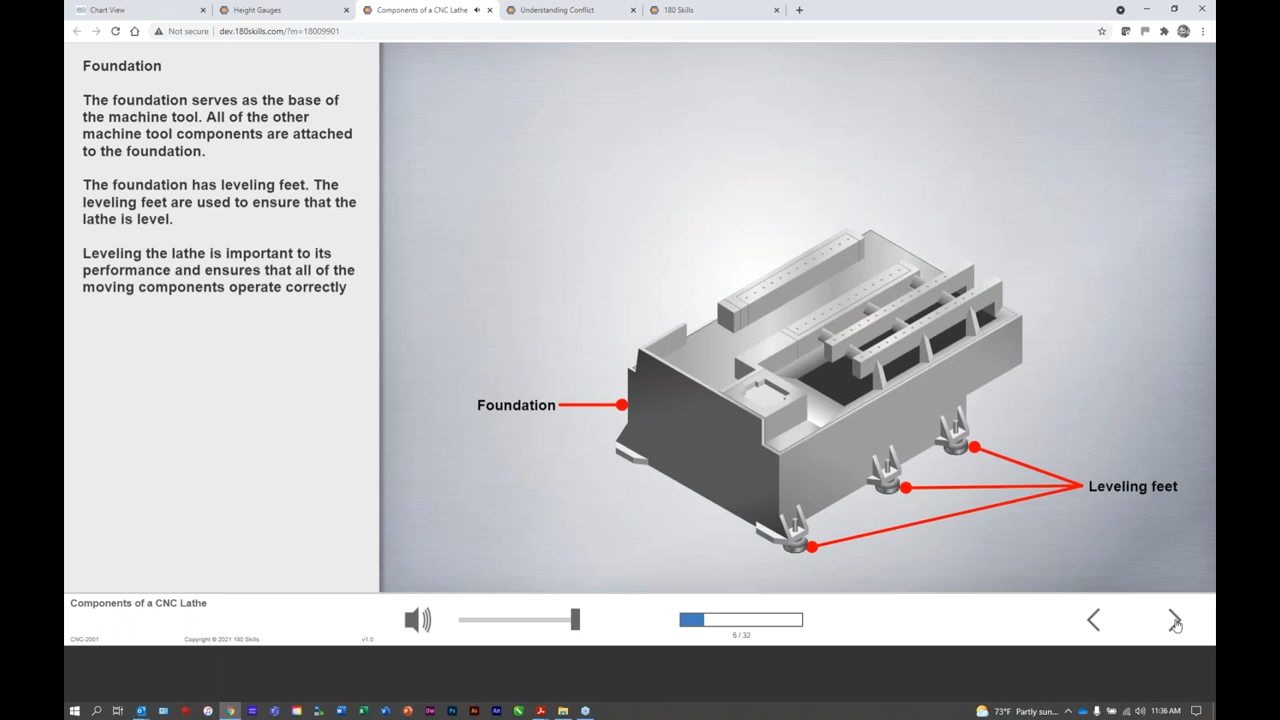 Chart View
Height Gauges
Components of a CNC Lathe
Understanding Conflict
180 Skills
Not secure
dev.180skills.com/?m=18009901
Foundation
The foundation serves as the base of
the machine tool. All of the other
machine tool components are attached
to the foundation.
The foundation has leveling feet. The
leveling feet are used to ensure that the
lathe is level.
Leveling the lathe is important to its
performance and ensures that all of the
moving components operate correctly
Foundation
Leveling feet
Components of a CNC Lathe
CNC-2001
Copyright © 2021 180 Skills
v1.0
6 / 32
73°F Partly sun...
11:36 AM